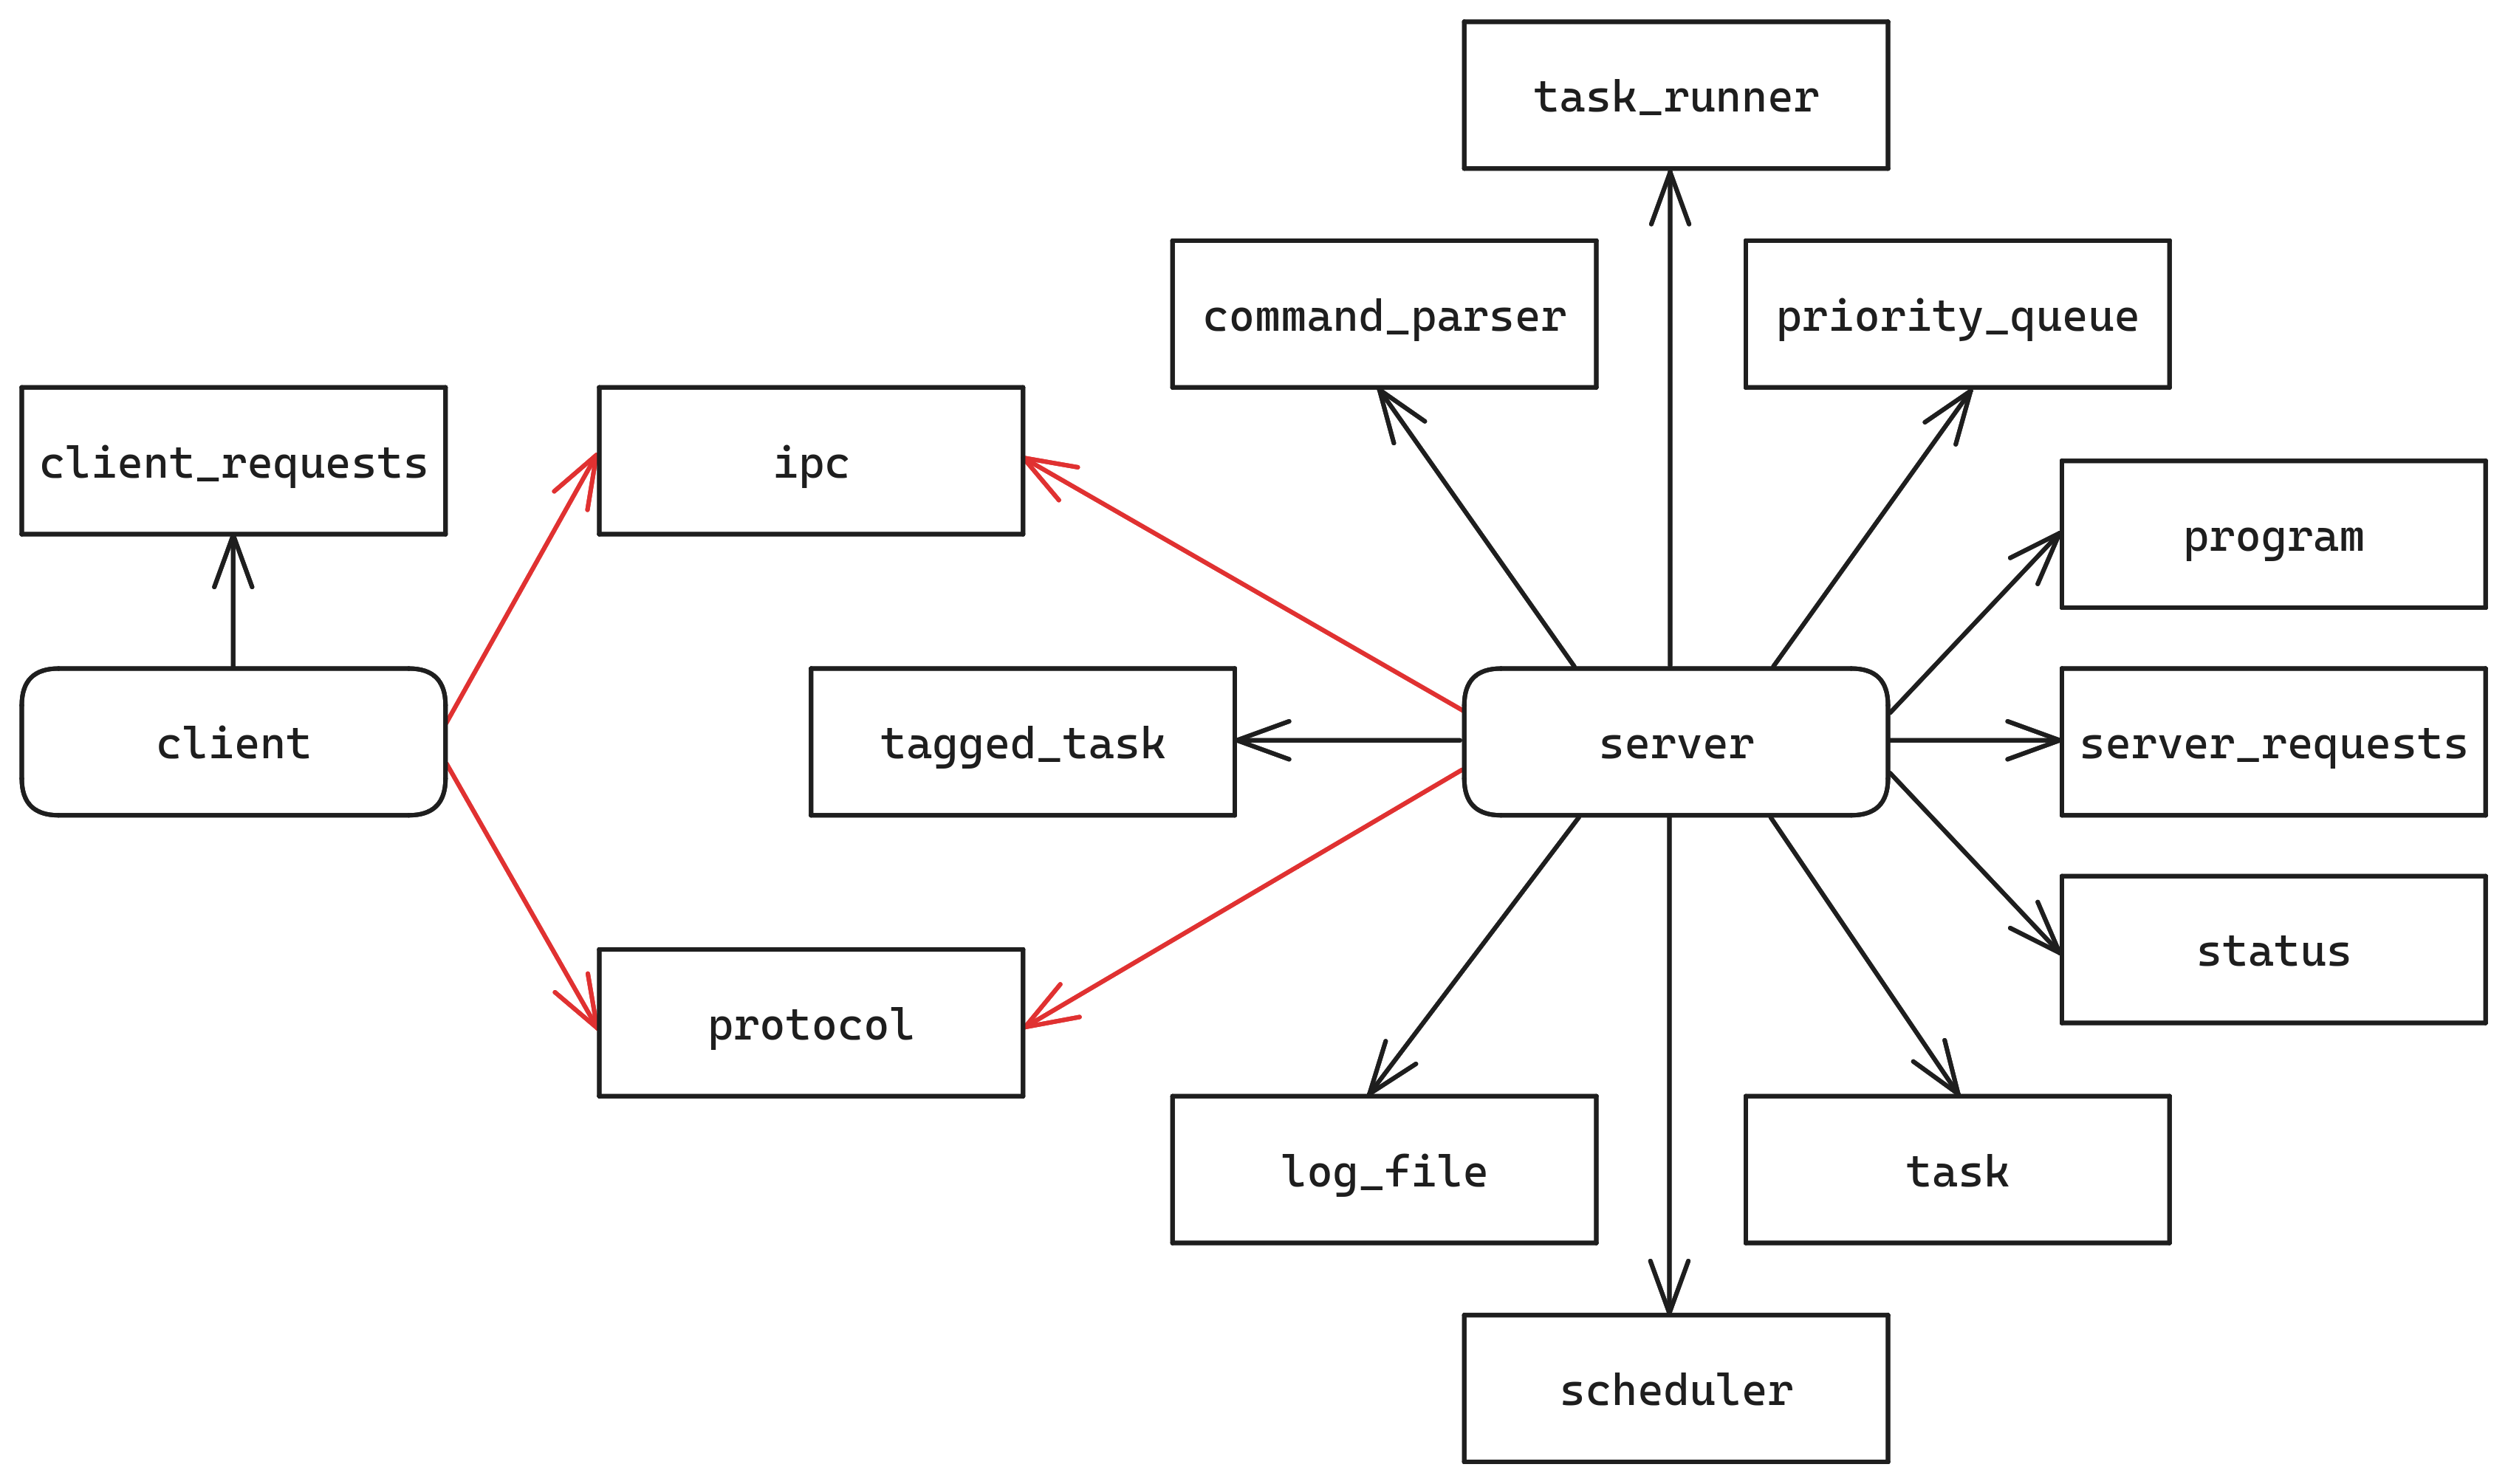 task_runner
command_parser
priority_queue
client_requests
ipc
program
client
tagged_task
server
server_requests
status
protocol
log_file
task
scheduler